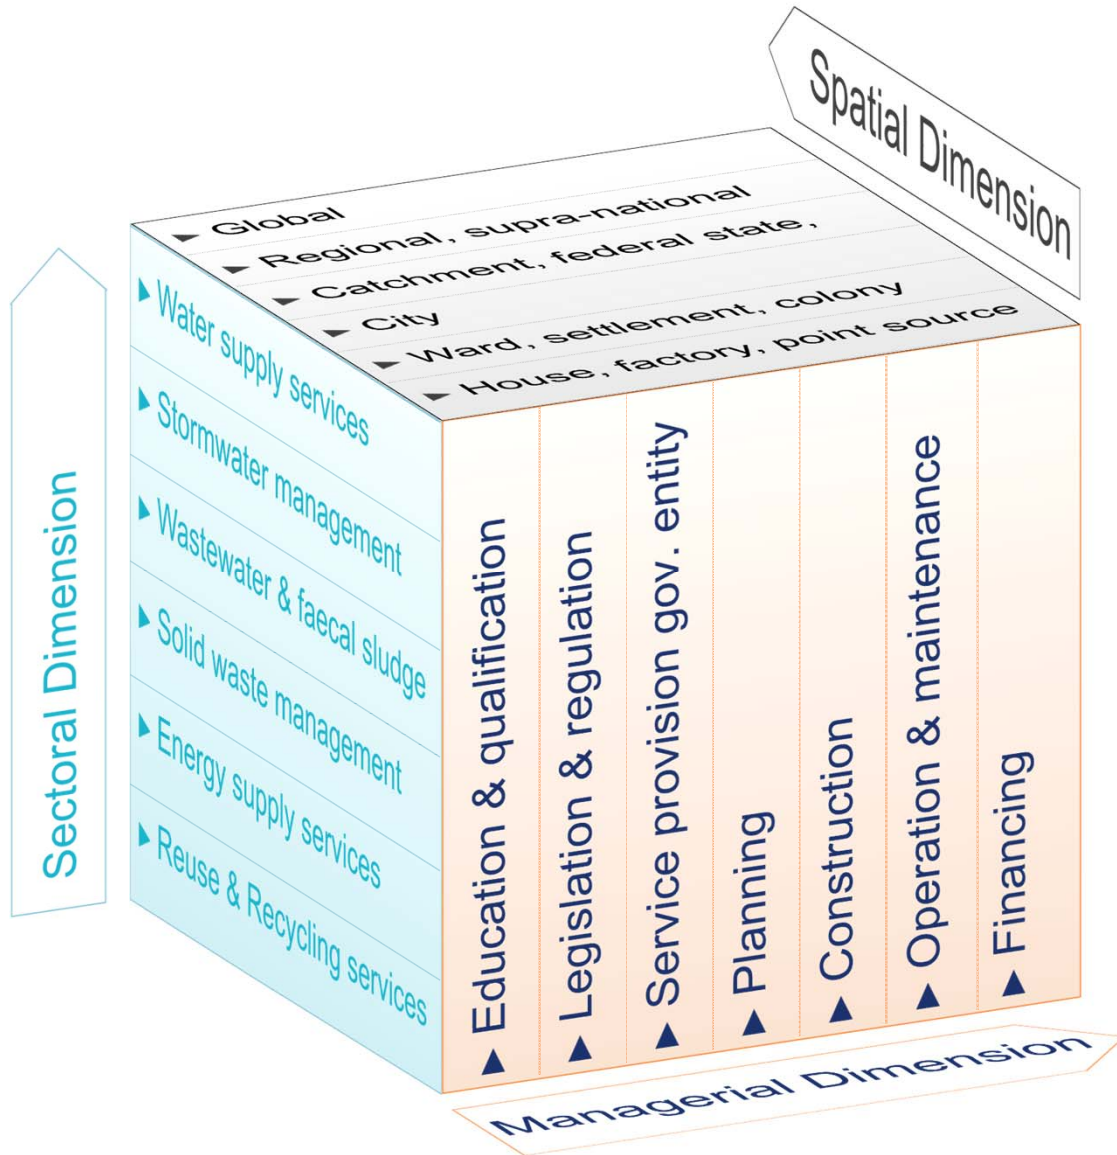 Spatial Dimension
► Global
► Regional, supra-national
► Catchment, federal state,
► City
► Ward, settlement, colony
► House, factory, point source
Sectoral Dimension
► Water supply services
► Stormwater management
► Wastewater & faecal sludge
► Solid waste management
► Energy supply services
► Reuse & Recycling services
► Education & qualification
► Legislation & regulation
► Service provision gov. entity
► Planning
► Construction
► Operation & maintenance
► Financing
Managerial Dimension